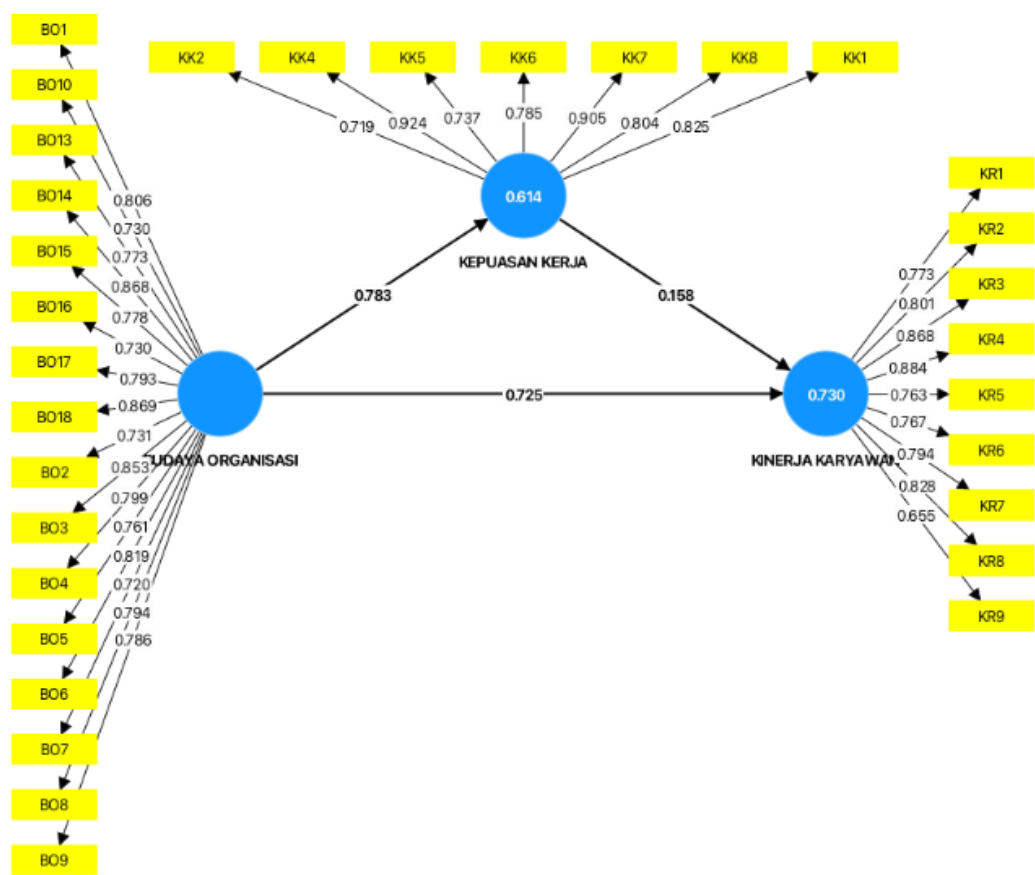 BO1
BO10
BO13
BO14
BO15
BO16
BO17
BO18
BO2
BO3
BO4
BO5
BO6
BO7
BO8
BO9
0.806
0.730
0.773
0.868
0.778
0.730
0.793
0.869
0.731
0.853
0.799
0.761
0.819
0.720
0.794
0.786
UDAYA ORGANISASI
0.783
0.725
KK2
KK4
KK5
KK6
KK7
KK8
KK1
0.719
0.924
0.737
0.785
0.905
0.804
0.825
0.614
KEPUASAN KERJA
0.158
0.730
KINERJA KARYAWAN
0.773
0.801
0.868
0.884
0.763
0.767
0.794
0.828
0.655
KR1
KR2
KR3
KR4
KR5
KR6
KR7
KR8
KR9